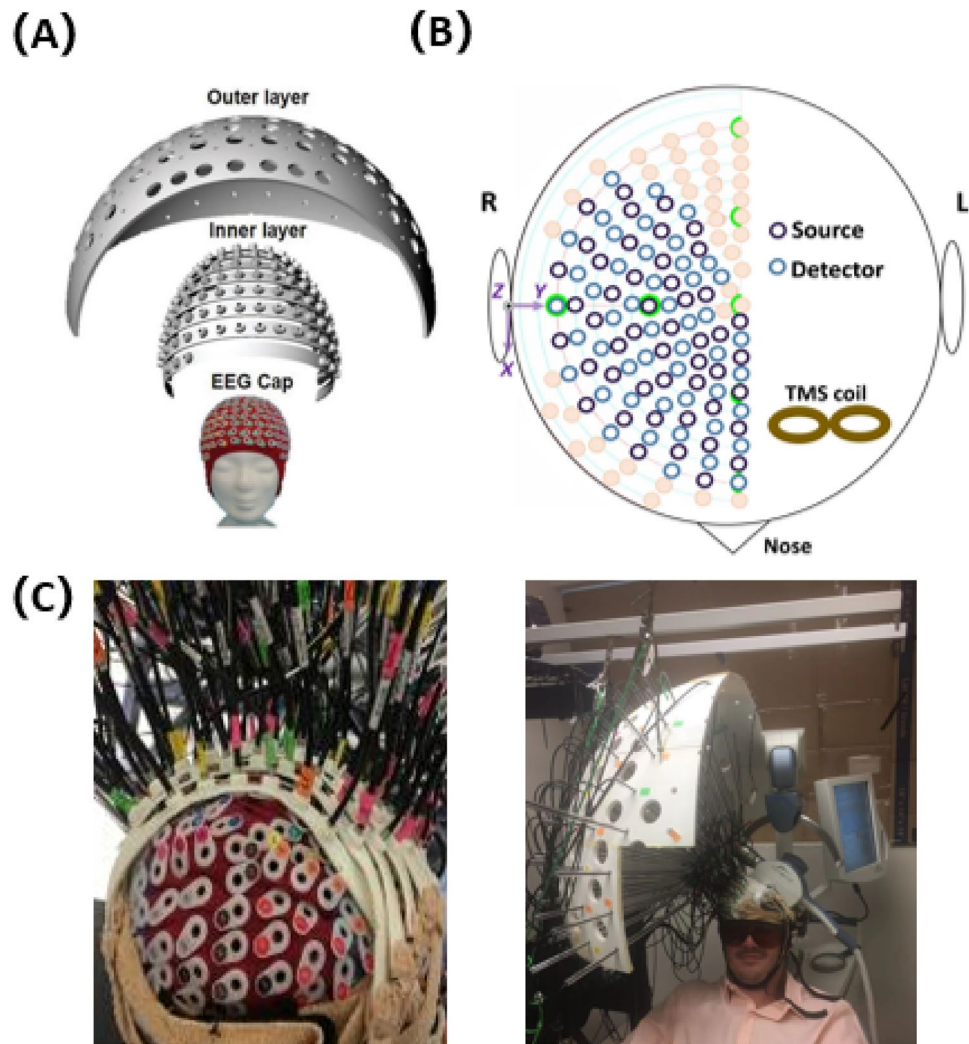 (A)
(B)
Outer layer
Inner layer
EEG Cap
R
L
Source
Detector
Z
Y
X
TMS coil
Nose
(C)